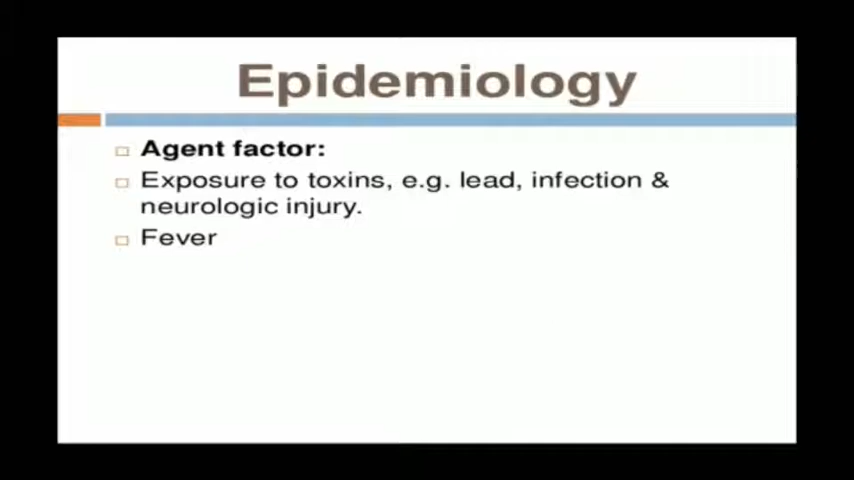 Epidemiology
Agent factor:
Exposure to toxins, e.g. lead, infection &
neurologic injury.
Fever